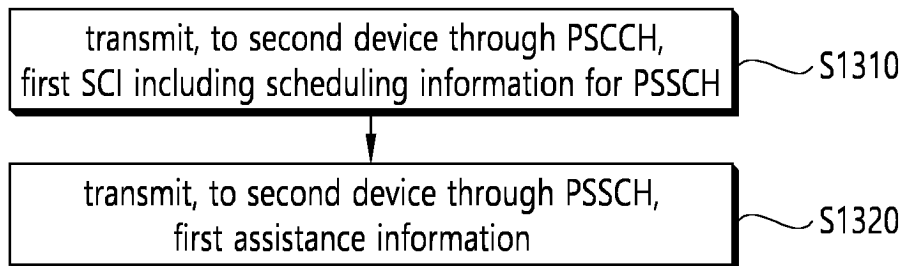 transmit, to second device through PSCCH,
first SCI including scheduling information for PSSCH
S1310
transmit, to second device through PSSCH,
first assistance information
S1320